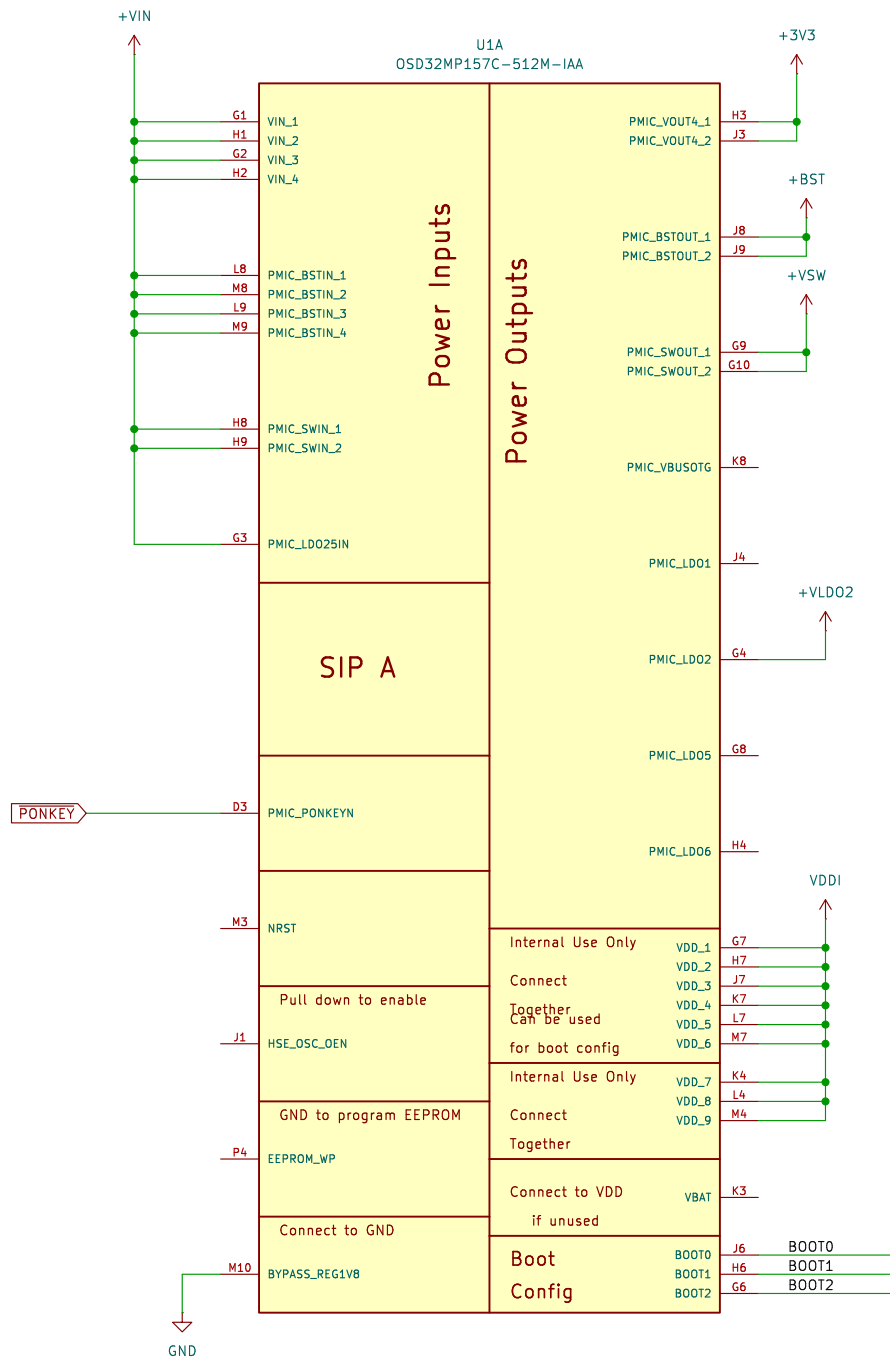 +VIN
U1A
OSD32MP157C-512M-IAA
+3V3
G1 VIN_1
H1 VIN_2
G2 VIN_3
H2 VIN_4
PMIC_VOUT4_1 H3
PMIC_VOUT4_2 J3
+BST
PMIC_BSTOUT_1 J8
PMIC_BSTOUT_2 J9
L8 PMIC_BSTIN_1
M8 PMIC_BSTIN_2
L9 PMIC_BSTIN_3
M9 PMIC_BSTIN_4
Power Inputs
Power Outputs
+VSW
PMIC_SWOUT_1 G9
PMIC_SWOUT_2 G10
H8 PMIC_SWIN_1
H9 PMIC_SWIN_2
PMIC_VBUSOTG K8
G3 PMIC_LDO25IN
PMIC_LDO1 J4
+VLDO2
SIP A
PMIC_LDO2 G4
PMIC_LDO5 G8
PONKEY
D3 PMIC_PONKEYN
PMIC_LDO6 H4
VDDI
M3 NRST
Internal Use Only
Connect
Together
Can be used
for boot config
VDD_1 G7
VDD_2 H7
VDD_3 J7
VDD_4 K7
VDD_5 L7
VDD_6 M7
Pull down to enable
J1 HSE_OSC_OEN
Internal Use Only
Connect
Together
VDD_7 K4
VDD_8 L4
VDD_9 M4
GND to program EEPROM
P4 EEPROM_WP
Connect to VDD
if unused
VBAT K3
Connect to GND
M10 BYPASS_REG1V8
GND
Boot
Config
BOOT0 J6 BOOT0
BOOT1 H6 BOOT1
BOOT2 G6 BOOT2